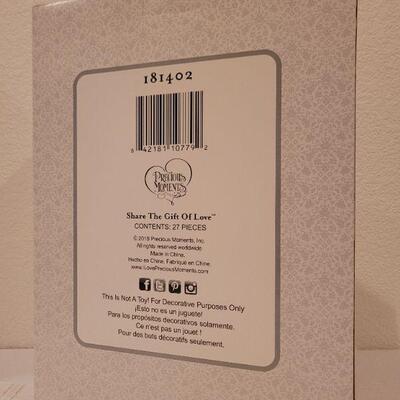 181402
8 42181 10779 2
PRECIOUS
MOMENTS
Share The Gift Of Love™
CONTENTS: 27 PIECES
© 2018 Precious Moments, Inc.
All rights reserved worldwide
Made in China.
Hecho en China, Fabriqué en Chine.
www.ILovePreciousMoments.com
This Is Not A Toy! For Decorative Purposes Only
¡Esto no es un juguete!
Para los propósitos decorativos solamente.
Ce n'est pas un jouet !
Pour des buts décoratifs seulement.